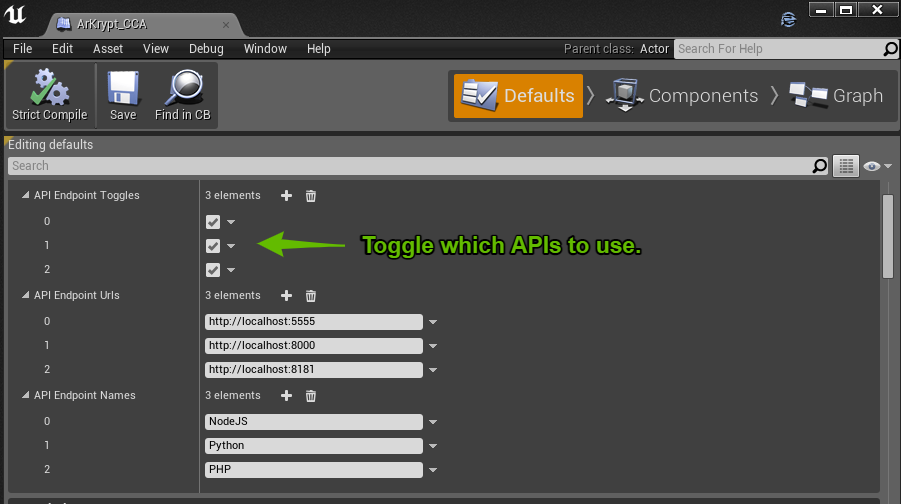 ArKrypt_CCA
File Edit Asset View Debug Window Help
Parent class: Actor Search For Help
Strict Compile Save Find in CB
Defaults Components Graph
Editing defaults
Search
API Endpoint Toggles 3 elements
0
1 Toggle which APIs to use.
2
API Endpoint Urls 3 elements
0 http://localhost:5555
1 http://localhost:8000
2 http://localhost:8181
API Endpoint Names 3 elements
0 NodeJS
1 Python
2 PHP